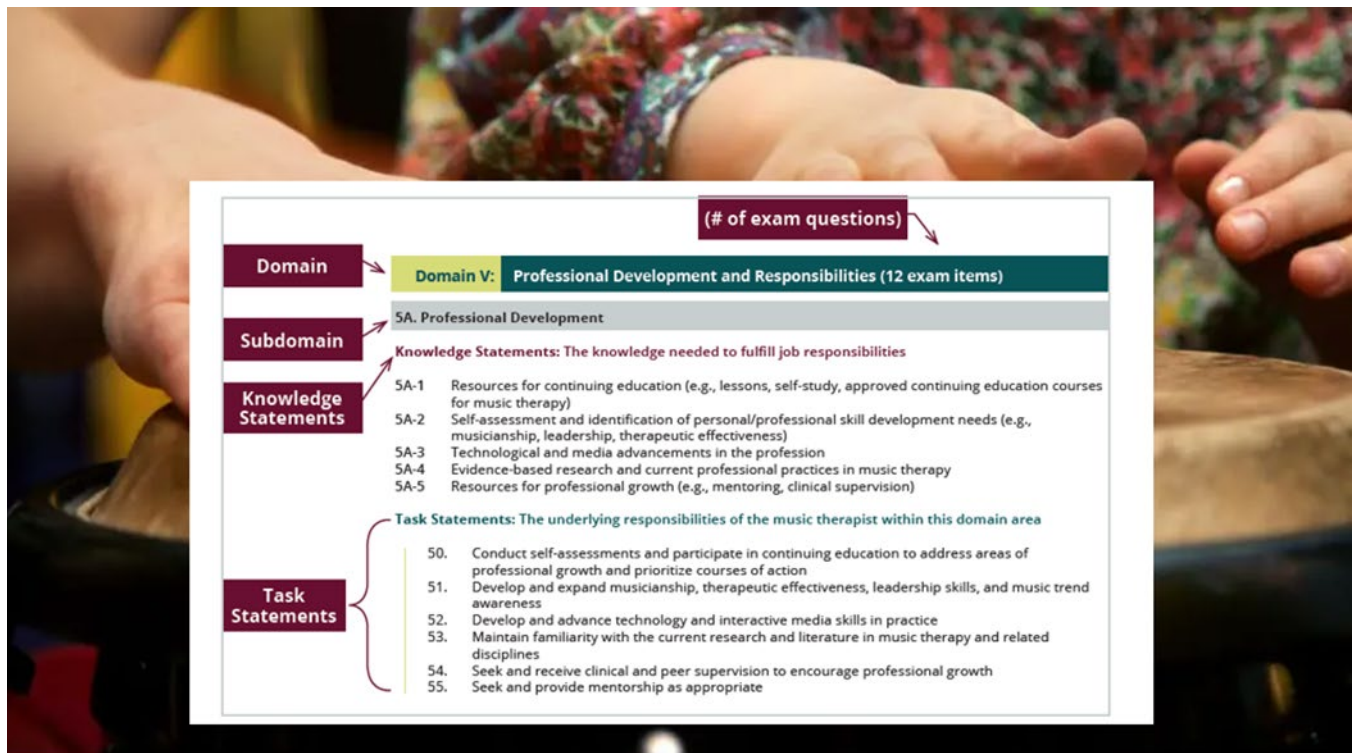 (# of exam questions)
Domain
Domain V: Professional Development and Responsibilities (12 exam items)
Subdomain
5A. Professional Development
Knowledge Statements
Knowledge Statements: The knowledge needed to fulfill job responsibilities
5A-1 Resources for continuing education (e.g., lessons, self-study, approved continuing education courses
for music therapy)
5A-2 Self-assessment and identification of personal/professional skill development needs (e.g.,
musicianship, leadership, therapeutic effectiveness)
5A-3 Technological and media advancements in the profession
5A-4 Evidence-based research and current professional practices in music therapy
5A-5 Resources for professional growth (e.g., mentoring, clinical supervision)
Task Statements: The underlying responsibilities of the music therapist within this domain area
Task
Statements
50. Conduct self-assessments and participate in continuing education to address areas of
professional growth and prioritize courses of action
51. Develop and expand musicianship, therapeutic effectiveness, leadership skills, and music trend
awareness
52. Develop and advance technology and interactive media skills in practice
53. Maintain familiarity with the current research and literature in music therapy and related
disciplines
54. Seek and receive clinical and peer supervision to encourage professional growth
55. Seek and provide mentorship as appropriate